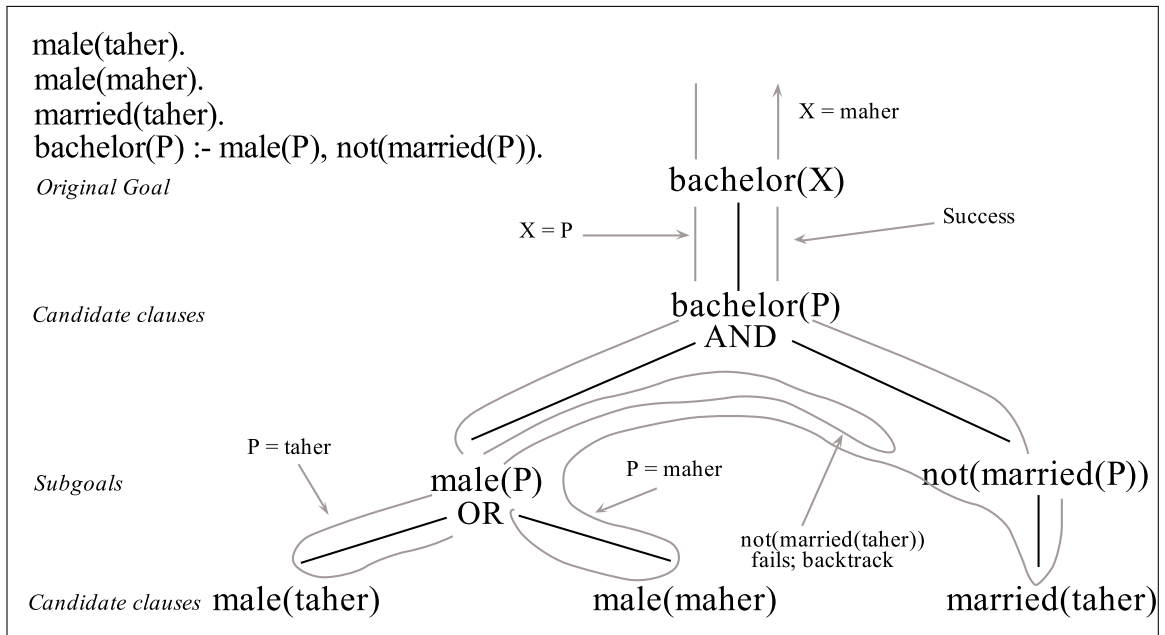 male(taher).
male(maher).
married(taher).
bachelor(P) :- male(P), not(married(P)).
X = maher
Original Goal
bachelor(X)
X = P
Success
Candidate clauses
bachelor(P)
AND
P = taher
Subgoals
male(P)
OR
P = maher
not(married(P))
not(married(taher))
fails; backtrack
Candidate clauses
male(taher)
male(maher)
married(taher)